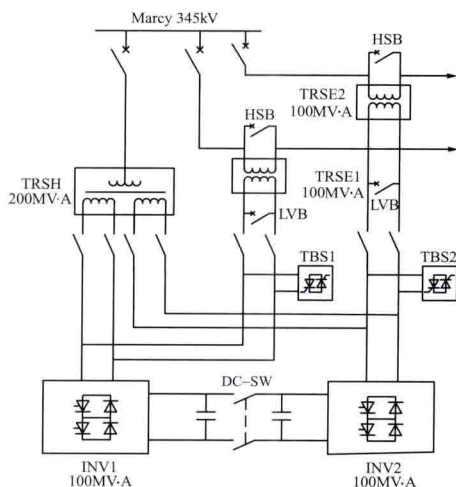 Marcy 345kV
HSB
TRSE2
100MV·A
HSB
TRSH
200MV·A
TRSE1
100MV·A
LVB
LVB
TBS1
TBS2
DC–SW
INV1
100MV·A
INV2
100MV·A